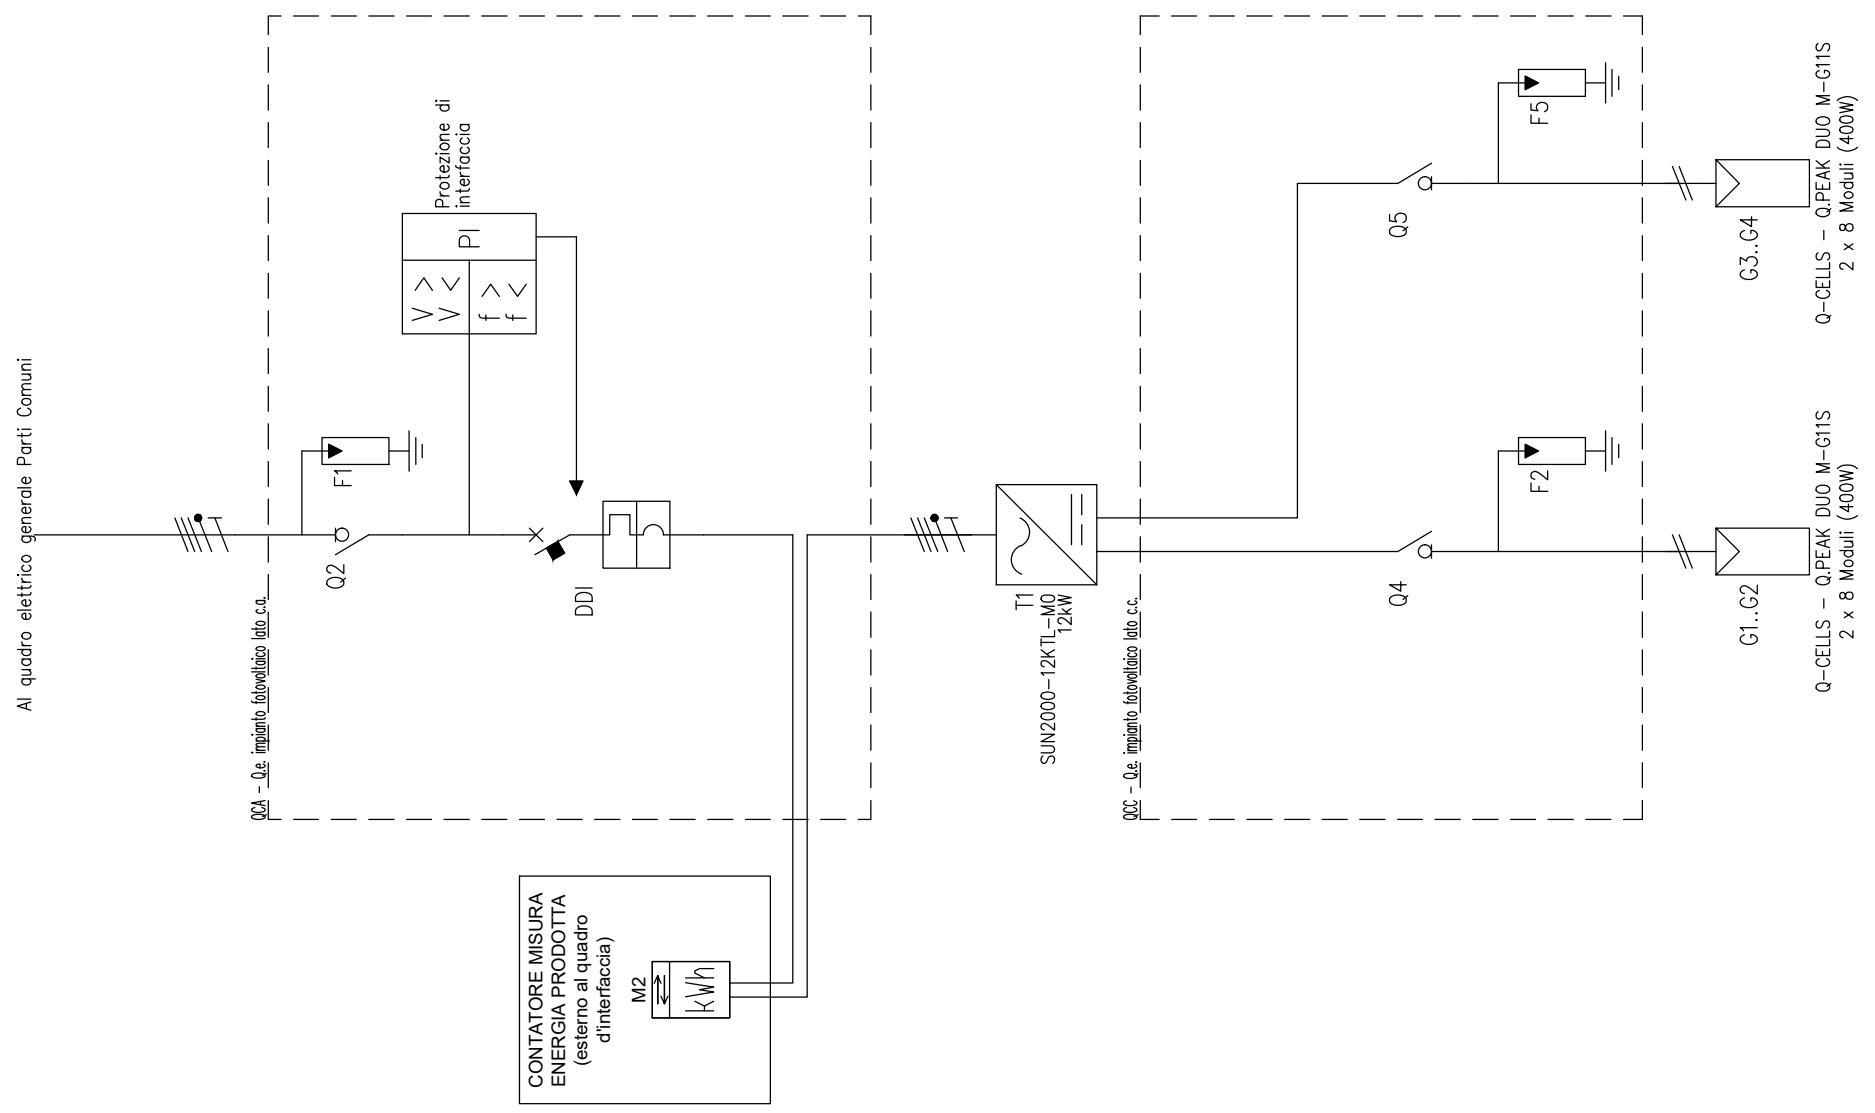 Al quadro elettrico generale Parti Comuni
QCA - Q.e. impianto fotovoltaico lato c.a.
F1
Q2
Protezione di
interfaccia
V >
V <
f >
f <
PI
DDI
CONTATORE MISURA
ENERGIA PRODOTTA
(esterno al quadro
d'interfaccia)
M2
kWh
T1
SUN2000-12KTL-M0
12kW
QCC - Q.e. impianto fotovoltaico lato c.c.
Q4
F2
Q5
F5
G1..G2
Q-CELLS - Q.PEAK DUO M-G11S
2 x 8 Moduli (400W)
G3..G4
Q-CELLS - Q.PEAK DUO M-G11S
2 x 8 Moduli (400W)